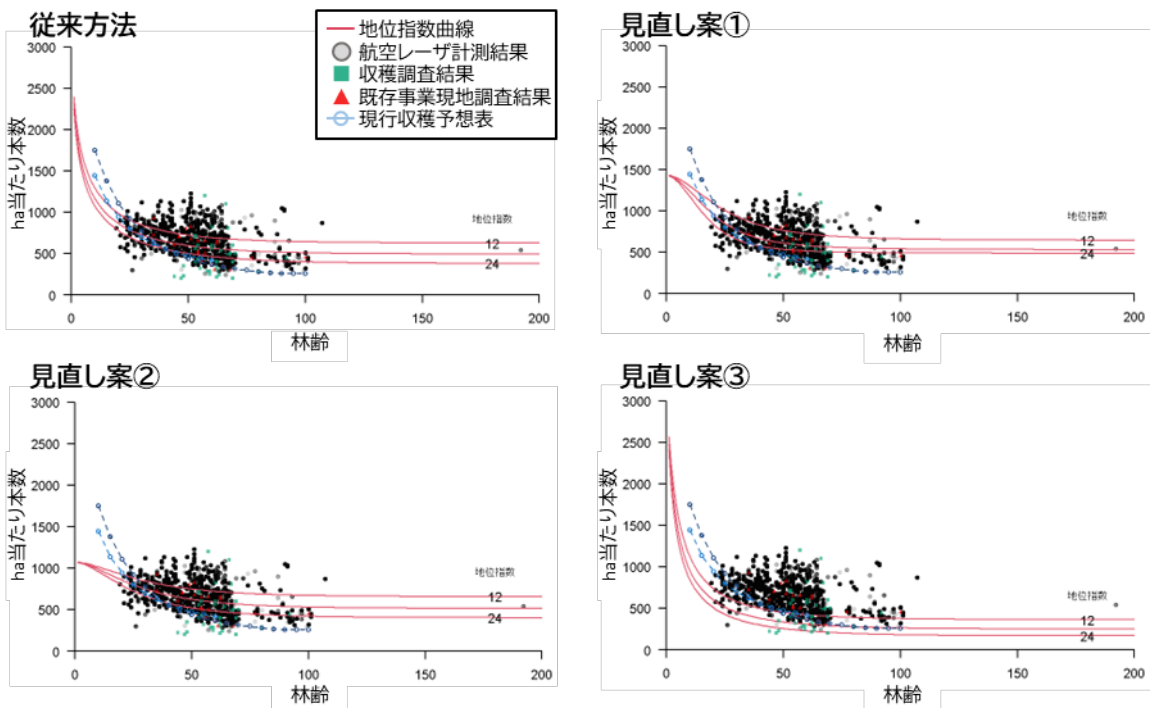 従来方法
地位指数曲線
航空レーザ計測結果
収穫調査結果
既存事業現地調査結果
現行収穫予想表
ha当たり本数
3000
2500
2000
1500
1000
500
0
地位指数
12
24
0
50
100
150
200
林齢
見直し案①
ha当たり本数
3000
2500
2000
1500
1000
500
0
地位指数
12
24
0
50
100
150
200
林齢
見直し案②
ha当たり本数
3000
2500
2000
1500
1000
500
0
地位指数
12
24
0
50
100
150
200
林齢
見直し案③
ha当たり本数
3000
2500
2000
1500
1000
500
0
地位指数
12
24
0
50
100
150
200
林齢